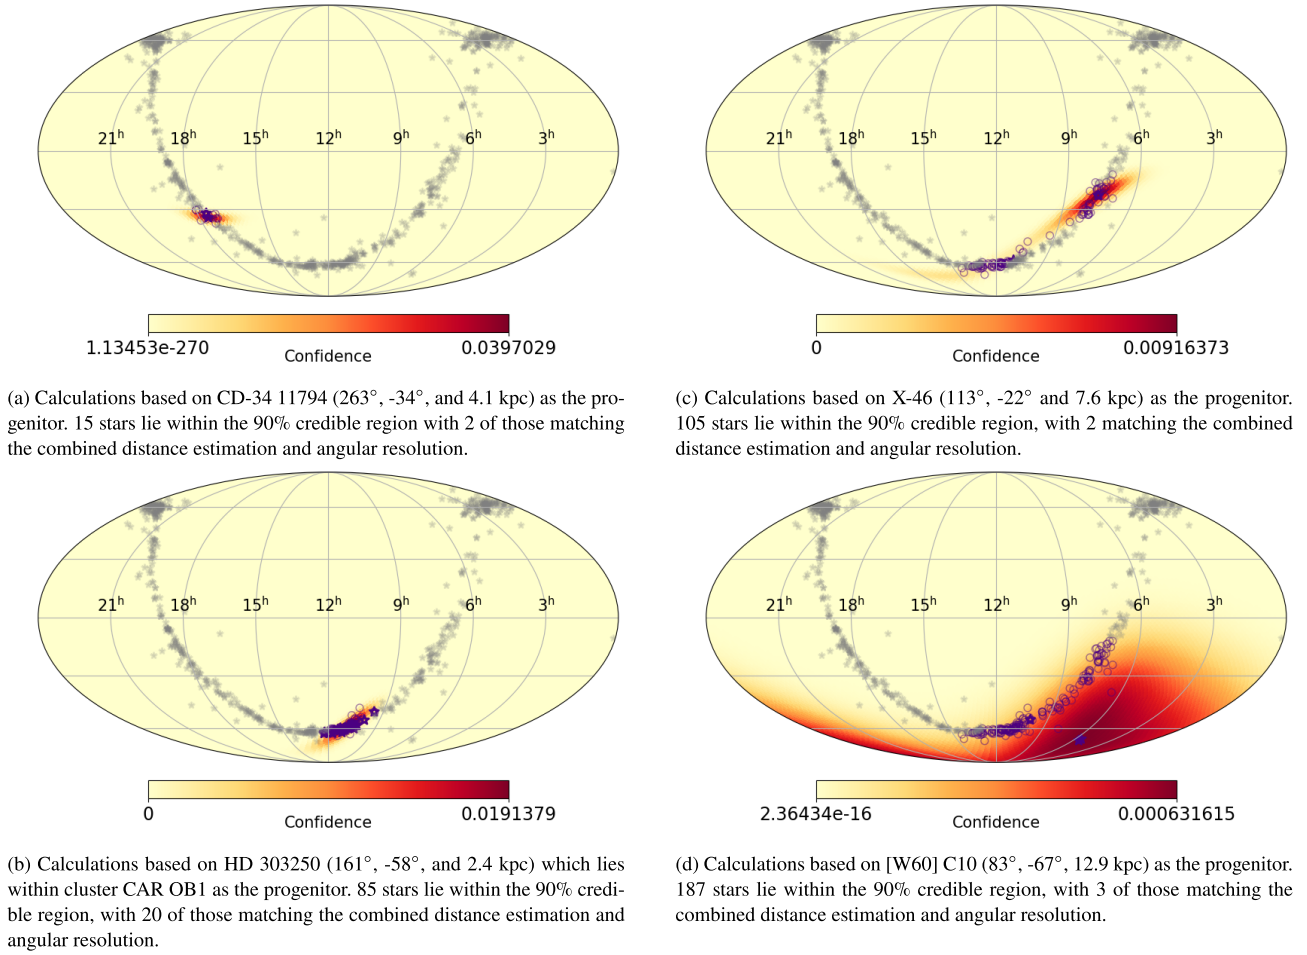 21h 18h 15h 12h 9h 6h 3h
1.13453e-270 0.0397029
Confidence
(a) Calculations based on CD-34 11794 (263°, -34°, and 4.1 kpc) as the pro-
genitor. 15 stars lie within the 90% credible region with 2 of those matching
the combined distance estimation and angular resolution.
21h 18h 15h 12h 9h 6h 3h
0 0.0191379
Confidence
(b) Calculations based on HD 303250 (161°, -58°, and 2.4 kpc) which lies
within cluster CAR OB1 as the progenitor. 85 stars lie within the 90% credi-
ble region, with 20 of those matching the combined distance estimation and
angular resolution.
21h 18h 15h 12h 9h 6h 3h
0 0.00916373
Confidence
(c) Calculations based on X-46 (113°, -22° and 7.6 kpc) as the progenitor.
105 stars lie within the 90% credible region, with 2 matching the combined
distance estimation and angular resolution.
21h 18h 15h 12h 9h 6h 3h
2.36434e-16 0.000631615
Confidence
(d) Calculations based on [W60] C10 (83°, -67°, 12.9 kpc) as the progenitor.
187 stars lie within the 90% credible region, with 3 of those matching the
combined distance estimation and angular resolution.